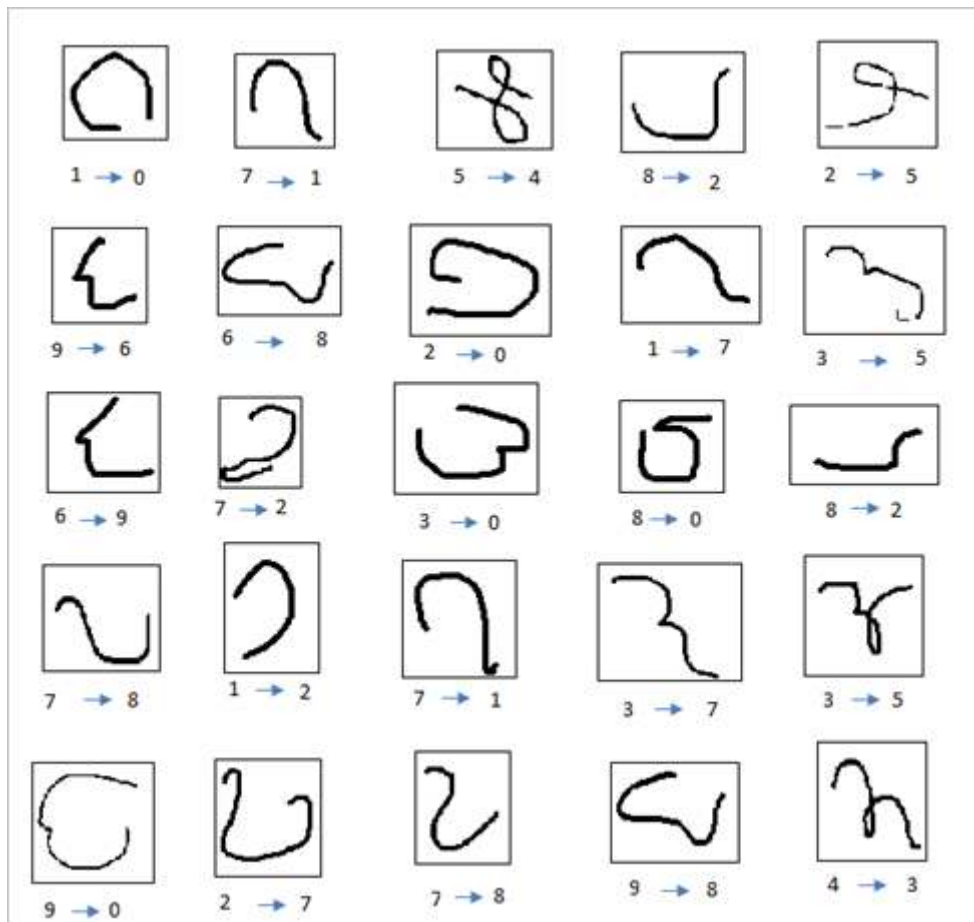 1 → 0 7 → 1 5 → 4 8 → 2 2 → 5
9 → 6 6 → 8 2 → 0 1 → 7 3 → 5
6 → 9 7 → 2 3 → 0 8 → 0 8 → 2
7 → 8 1 → 2 7 → 1 3 → 7 3 → 5
9 → 0 2 → 7 7 → 8 9 → 8 4 → 3